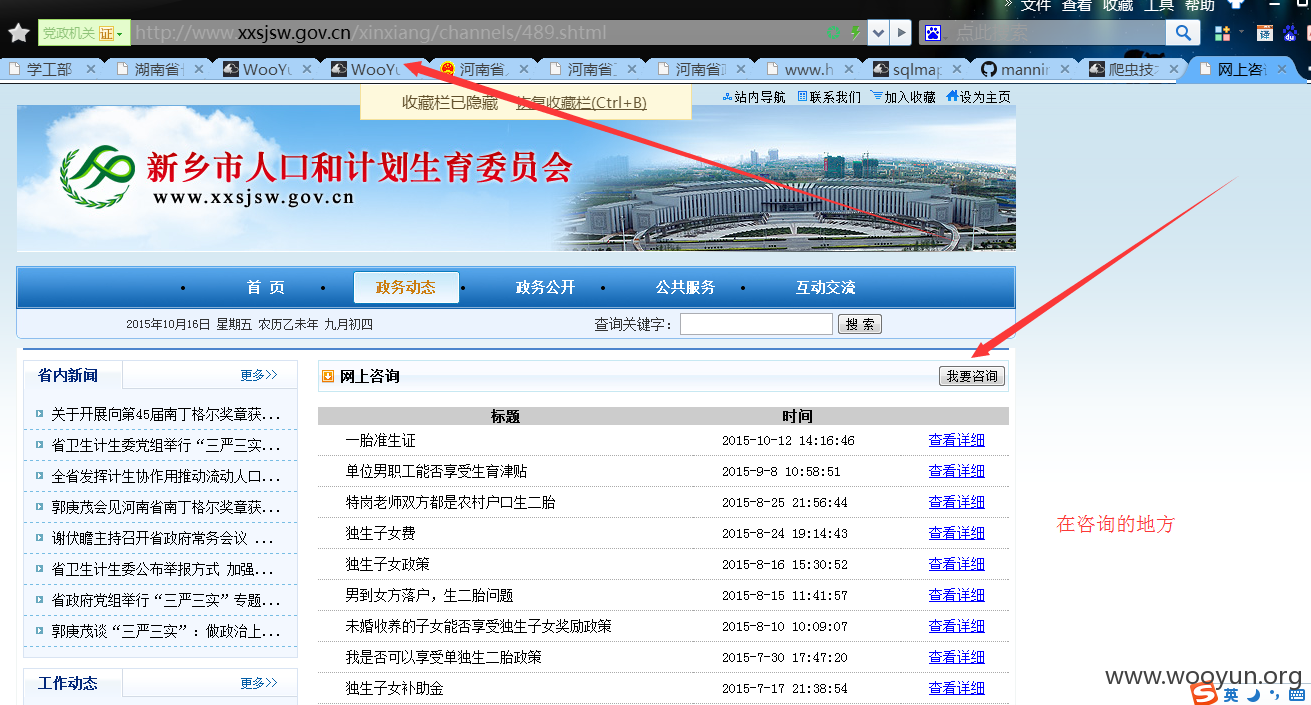 » 文件 查看 收藏 工具 帮助
党政机关 证 http://www.xxsjsw.gov.cn/xinxiang/channels/489.shtml 点此搜索
学工部 湖南省 WooYu WooYu 河南省 河南省 河南省 www.h sqlmap mannin 爬虫技 网上咨
收藏栏已隐藏 恢复收藏栏(Ctrl+B)
站内导航 联系我们 加入收藏 设为主页
新乡市人口和计划生育委员会
www.xxsjsw.gov.cn
首 页 政务动态 政务公开 公共服务 互动交流
2015年10月16日 星期五 农历乙未年 九月初四 查询关键字： 搜 索
省内新闻 更多>>
关于开展向第45届南丁格尔奖章获...
省卫生计生委党组举行“三严三实...
全省发挥计生协作用推动流动人口...
郭庚茂会见河南省南丁格尔奖章获...
谢伏瞻主持召开省政府常务会议 ...
省卫生计生委公布举报方式 加强...
省政府党组举行“三严三实”专题...
郭庚茂谈“三严三实”：做政治上...
工作动态 更多>>
网上咨询 我要咨询
标题 时间
一胎准生证 2015-10-12 14:16:46 查看详细
单位男职工能否享受生育津贴 2015-9-8 10:58:51 查看详细
特岗老师双方都是农村户口生二胎 2015-8-25 21:56:44 查看详细
独生子女费 2015-8-24 19:14:43 查看详细
独生子女政策 2015-8-16 15:30:52 查看详细
男到女方落户，生二胎问题 2015-8-15 11:41:57 查看详细
未婚收养的子女能否享受独生子女奖励政策 2015-8-10 10:09:07 查看详细
我是否可以享受单独生二胎政策 2015-7-30 17:47:20 查看详细
独生子女补助金 2015-7-17 21:38:54 查看详细
在咨询的地方
www.wooyun.org
英